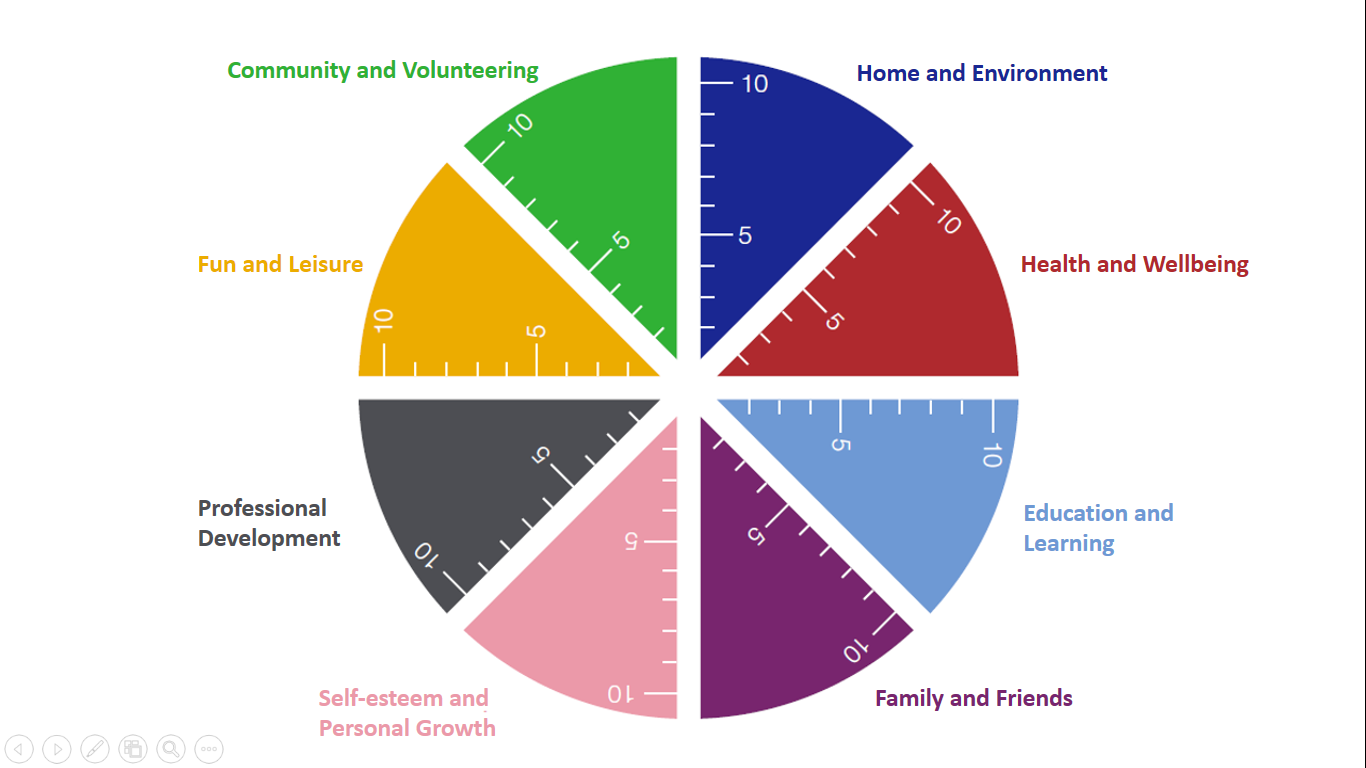 Community and Volunteering
Home and Environment
10
5
Health and Wellbeing
10
5
Education and
Learning
5
10
Family and Friends
5
10
Self-esteem and
Personal Growth
5
10
Professional
Development
5
10
Fun and Leisure
10
5
10
5